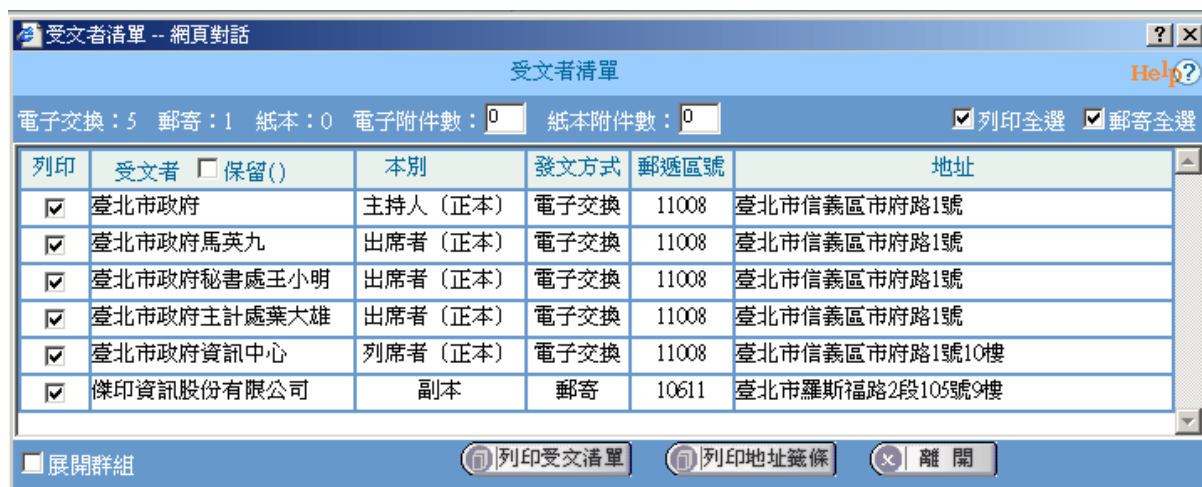 受文者清單 -- 網頁對話
受文者清單 Help?
電子交換：5 郵寄：1 紙本：0 電子附件數：0 紙本附件數：0 列印全選 郵寄全選
列印 受文者 保留() 本別 發文方式 郵遞區號 地址
臺北市政府 主持人（正本） 電子交換 11008 臺北市信義區市府路1號
臺北市政府馬英九 出席者（正本） 電子交換 11008 臺北市信義區市府路1號
臺北市政府秘書處王小明 出席者（正本） 電子交換 11008 臺北市信義區市府路1號
臺北市政府主計處葉大雄 出席者（正本） 電子交換 11008 臺北市信義區市府路1號
臺北市政府資訊中心 列席者（正本） 電子交換 11008 臺北市信義區市府路1號10樓
傑印資訊股份有限公司 副本 郵寄 10611 臺北市羅斯福路2段105號9樓
展開群組 列印受文清單 列印地址籤條 離 開